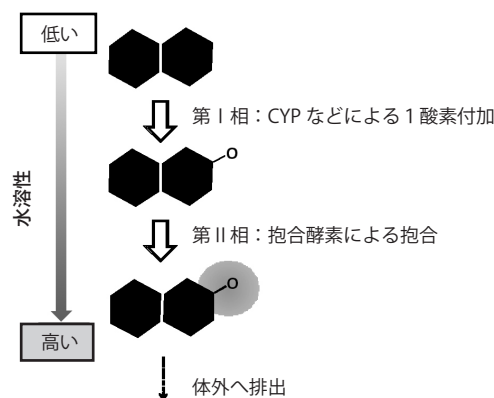 低い
第Ⅰ相：CYP などによる 1 酸素付加
O
水溶性
第Ⅱ相：抱合酵素による抱合
O
高い
体外へ排出